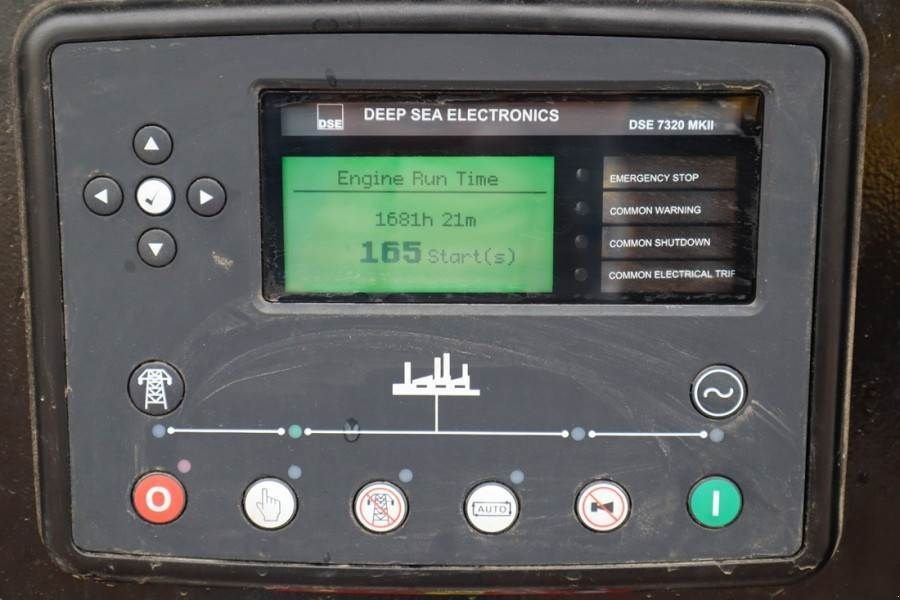 DSE
DEEP SEA ELECTRONICS
DSE 7320 MKII
Engine Run Time
1681h 21m
165 Start(s)
EMERGENCY STOP
COMMON WARNING
COMMON SHUTDOWN
COMMON ELECTRICAL TRIP
O
AUTO
I